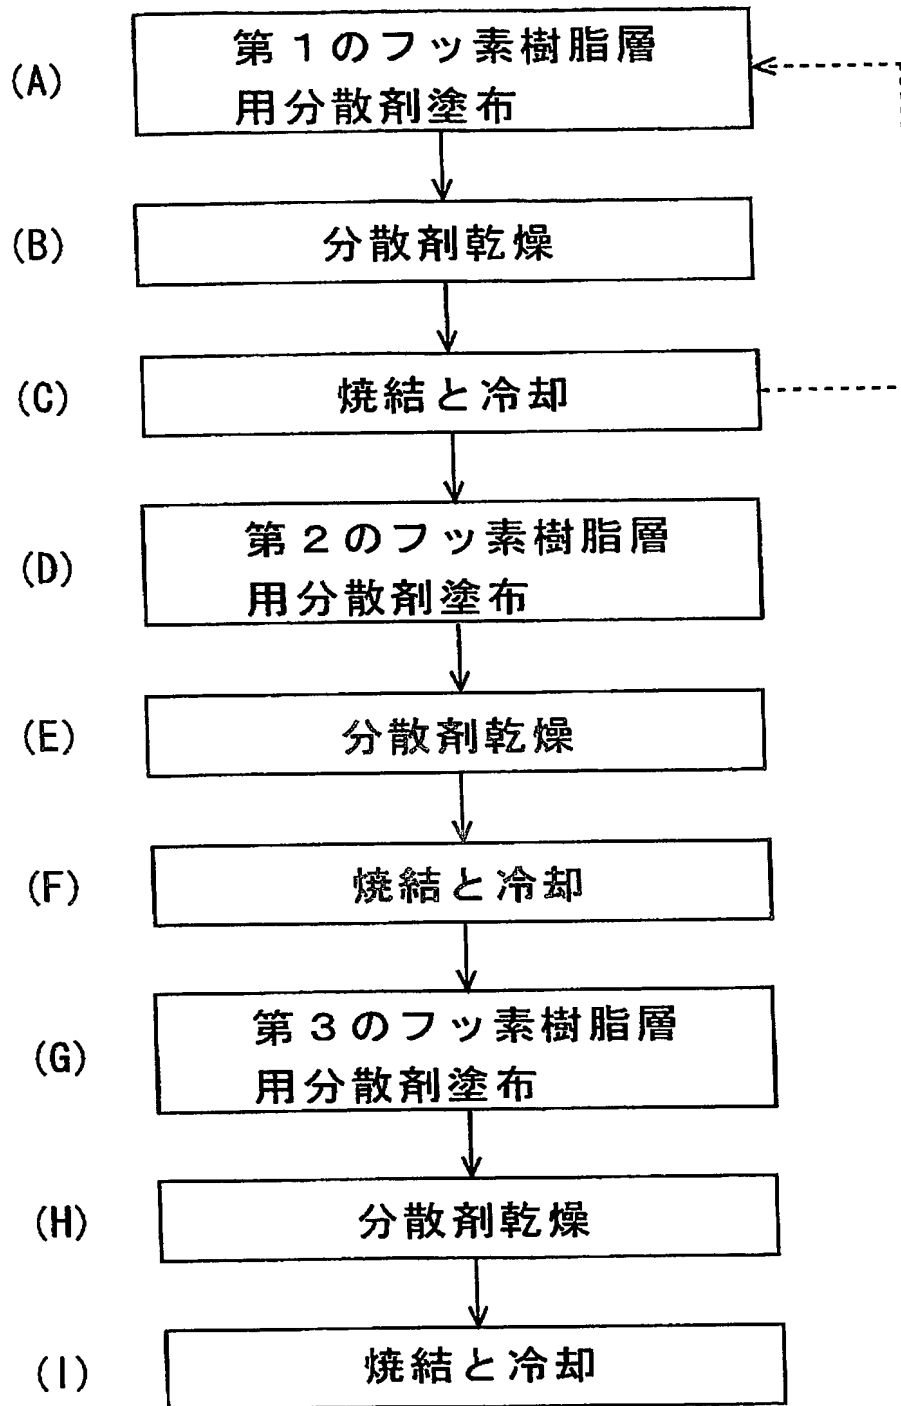 (A)
第1のフッ素樹脂層
用分散剤塗布
(B)
分散剤乾燥
(C)
焼結と冷却
(D)
第2のフッ素樹脂層
用分散剤塗布
(E)
分散剤乾燥
(F)
焼結と冷却
(G)
第3のフッ素樹脂層
用分散剤塗布
(H)
分散剤乾燥
(I)
焼結と冷却